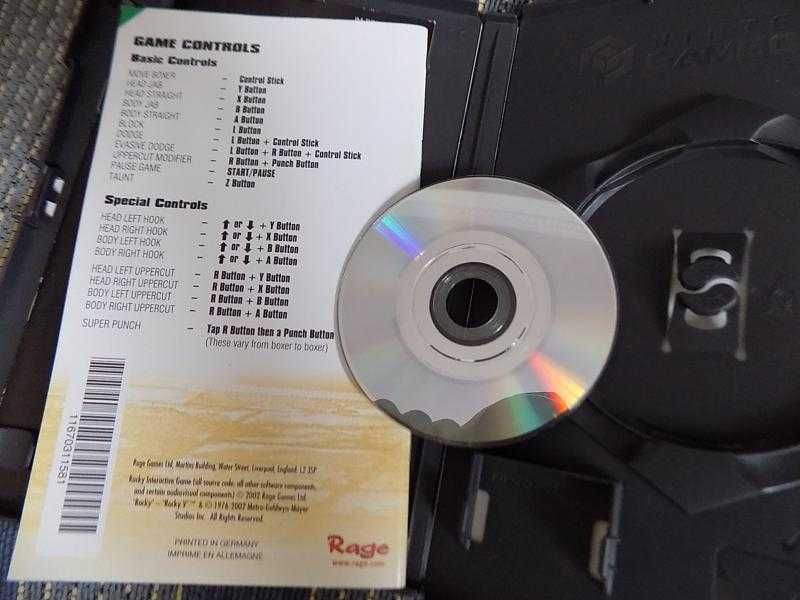 GAME CONTROLS
Basic Controls
MOVE BOXER – Control Stick
HEAD JAB – Y Button
HEAD STRAIGHT – X Button
BODY JAB – B Button
BODY STRAIGHT – A Button
BLOCK – L Button
DODGE – L Button + Control Stick
EVASIVE DODGE – L Button + R Button + Control Stick
UPPERCUT MODIFIER – R Button + Punch Button
PAUSE GAME – START/PAUSE
TAUNT – Z Button
Special Controls
HEAD LEFT HOOK – ⬆ or ⬇ + Y Button
HEAD RIGHT HOOK – ⬆ or ⬇ + X Button
BODY LEFT HOOK – ⬆ or ⬇ + B Button
BODY RIGHT HOOK – ⬆ or ⬇ + A Button
HEAD LEFT UPPERCUT – R Button + Y Button
HEAD RIGHT UPPERCUT – R Button + X Button
BODY LEFT UPPERCUT – R Button + B Button
BODY RIGHT UPPERCUT – R Button + A Button
SUPER PUNCH – Tap R Button then a Punch Button
(These vary from boxer to boxer)
11670311581
Rage Games Ltd, Martins Building, Water Street, Liverpool, England. L2 3SP
Rocky Interactive Game (all source code, all other software components,
and certain audiovisual components) © 2002 Rage Games Ltd.
"Rocky" – "Rocky V"™ & © 1976 2002 Metro-Goldwyn-Mayer
Studios Inc. All Rights Reserved.
PRINTED IN GERMANY
IMPRIME EN ALLEMAGNE
Rage
www.rage.com